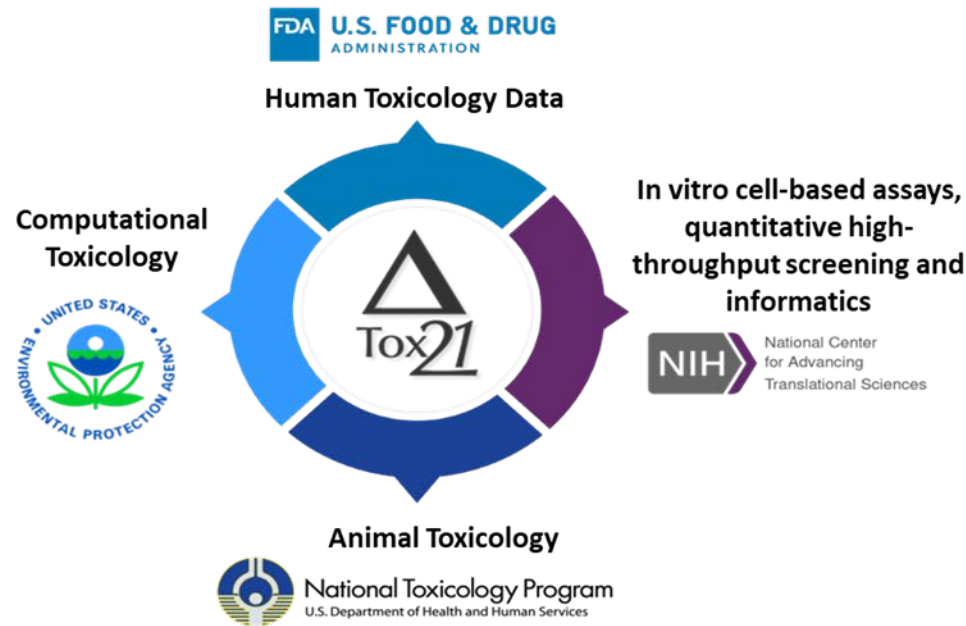 FDA U.S. FOOD & DRUG
ADMINISTRATION
Human Toxicology Data
Computational
Toxicology
UNITED STATES
ENVIRONMENTAL PROTECTION AGENCY
Tox21
In vitro cell-based assays,
quantitative high-
throughput screening and
informatics
NIH
National Center
for Advancing
Translational Sciences
Animal Toxicology
National Toxicology Program
U.S. Department of Health and Human Services